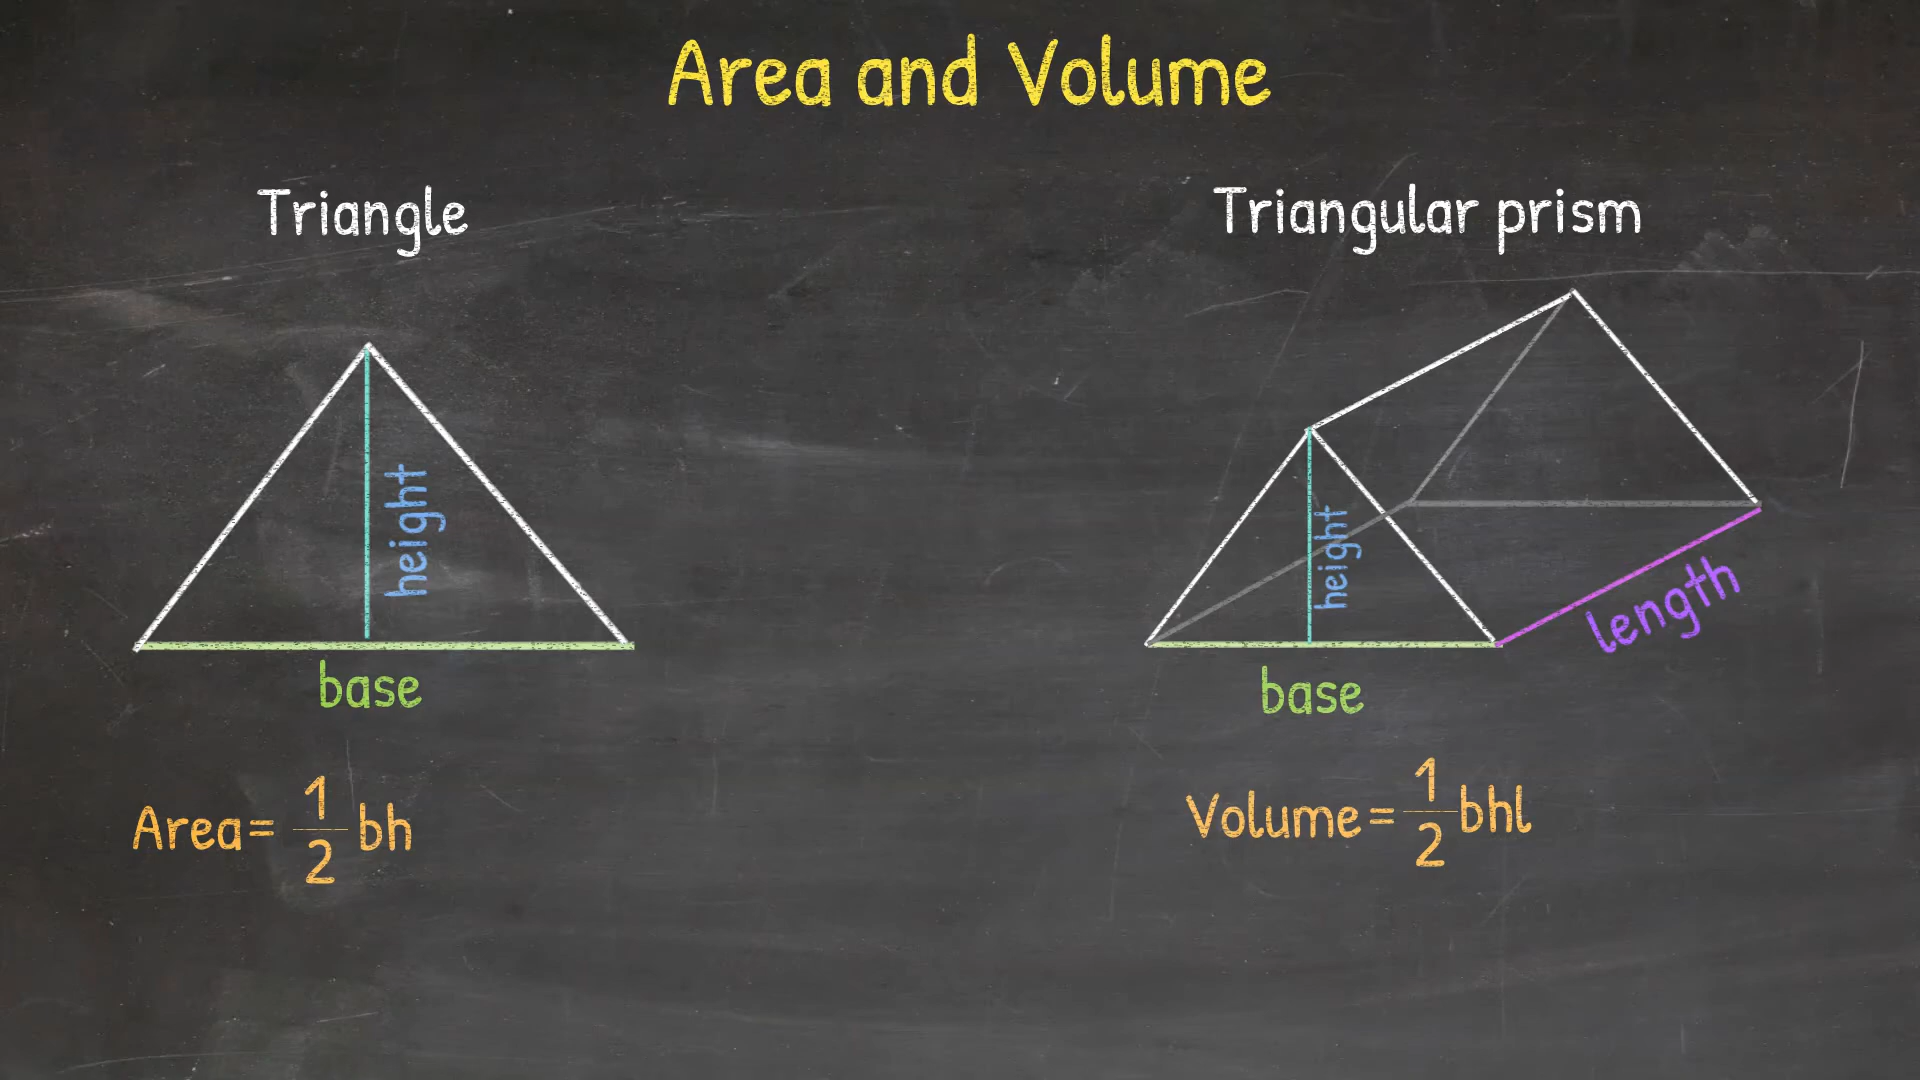 Area and Volume
Triangle
height
base
Area= 1/2 bh
Triangular prism
height
length
base
Volume= 1/2 bhl